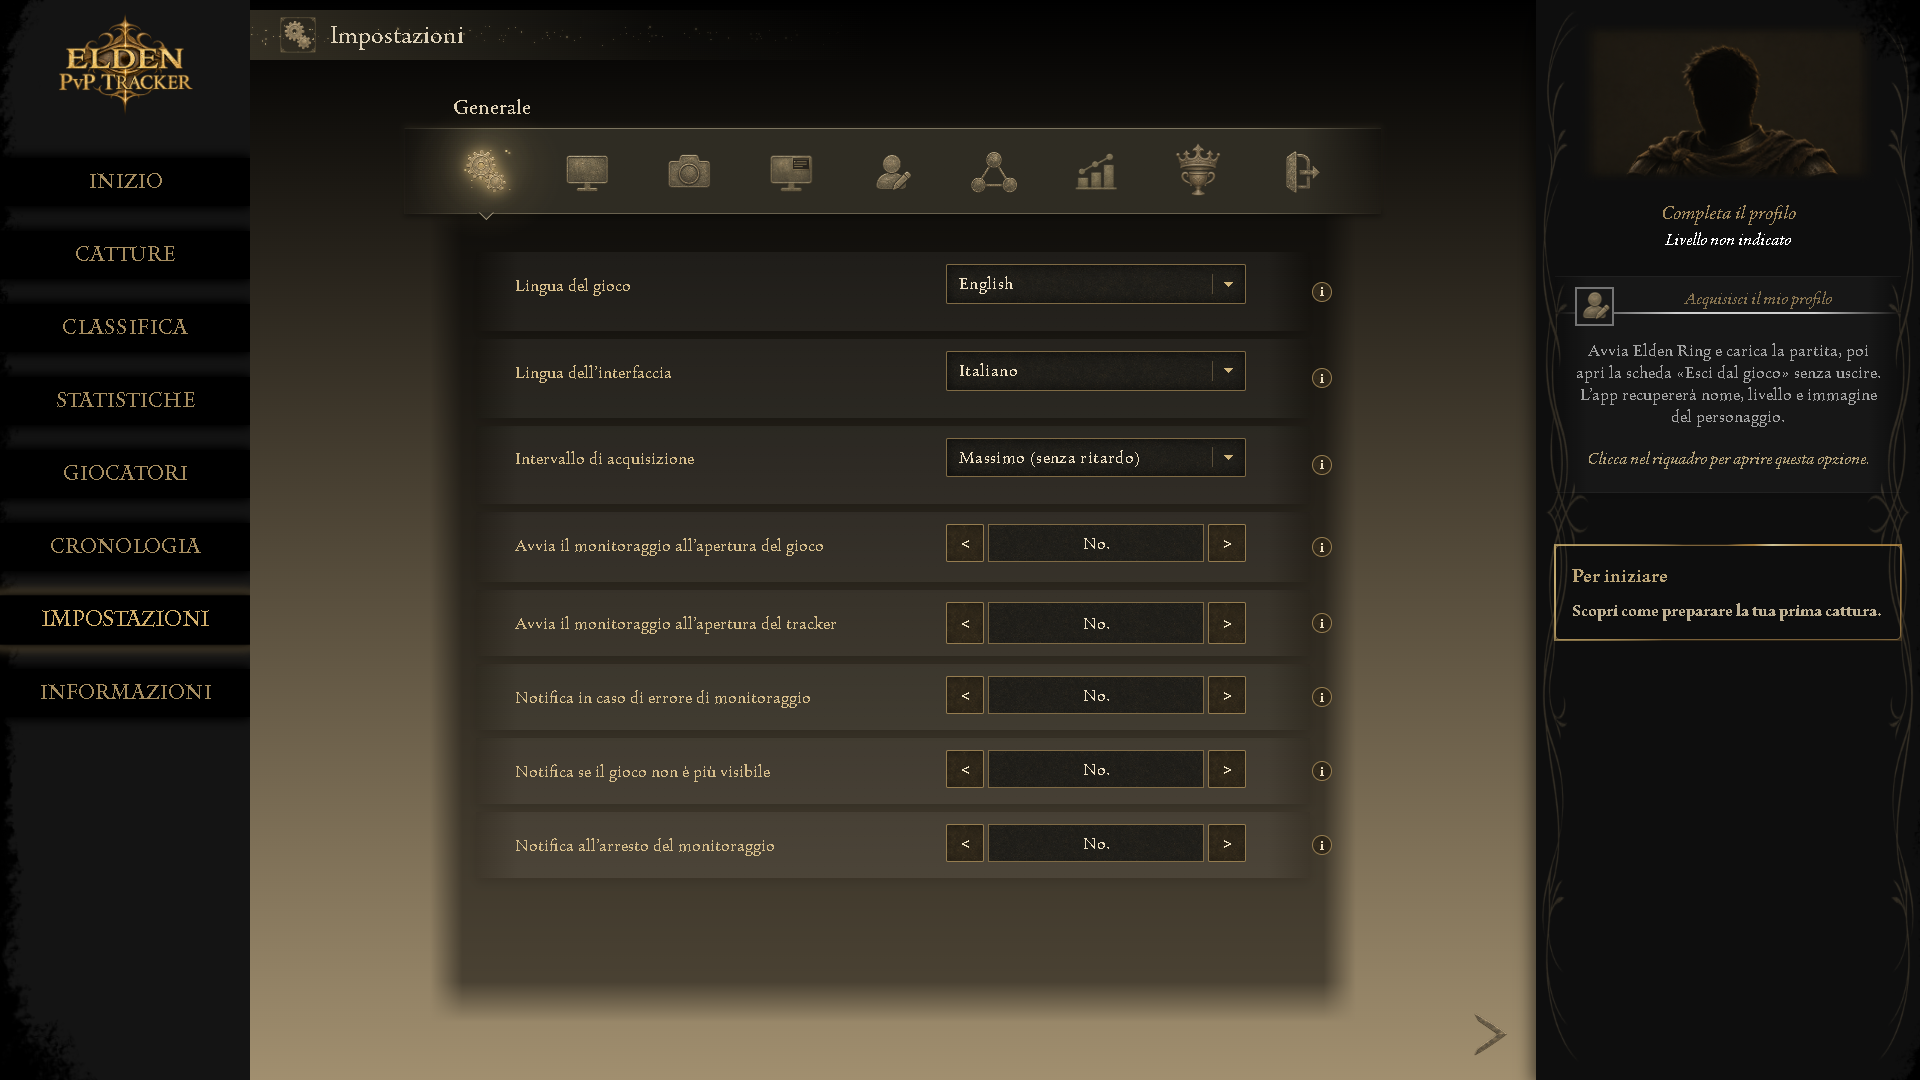 ELDEN
PVP TRACKER
INIZIO
CATTURE
CLASSIFICA
STATISTICHE
GIOCATORI
CRONOLOGIA
IMPOSTAZIONI
INFORMAZIONI
Impostazioni
Generale
Lingua del gioco
English
i
Lingua dell'interfaccia
Italiano
i
Intervallo di acquisizione
Massimo (senza ritardo)
i
Avvia il monitoraggio all'apertura del gioco
< No. >
i
Avvia il monitoraggio all'apertura del tracker
< No. >
i
Notifica in caso di errore di monitoraggio
< No. >
i
Notifica se il gioco non è più visibile
< No. >
i
Notifica all'arresto del monitoraggio
< No. >
i
Completa il profilo
Livello non indicato
Acquisisci il mio profilo
Avvia Elden Ring e carica la partita, poi
apri la scheda «Esci dal gioco» senza uscire.
L'app recupererà nome, livello e immagine
del personaggio.
Clicca nel riquadro per aprire questa opzione.
Per iniziare
Scopri come preparare la tua prima cattura.